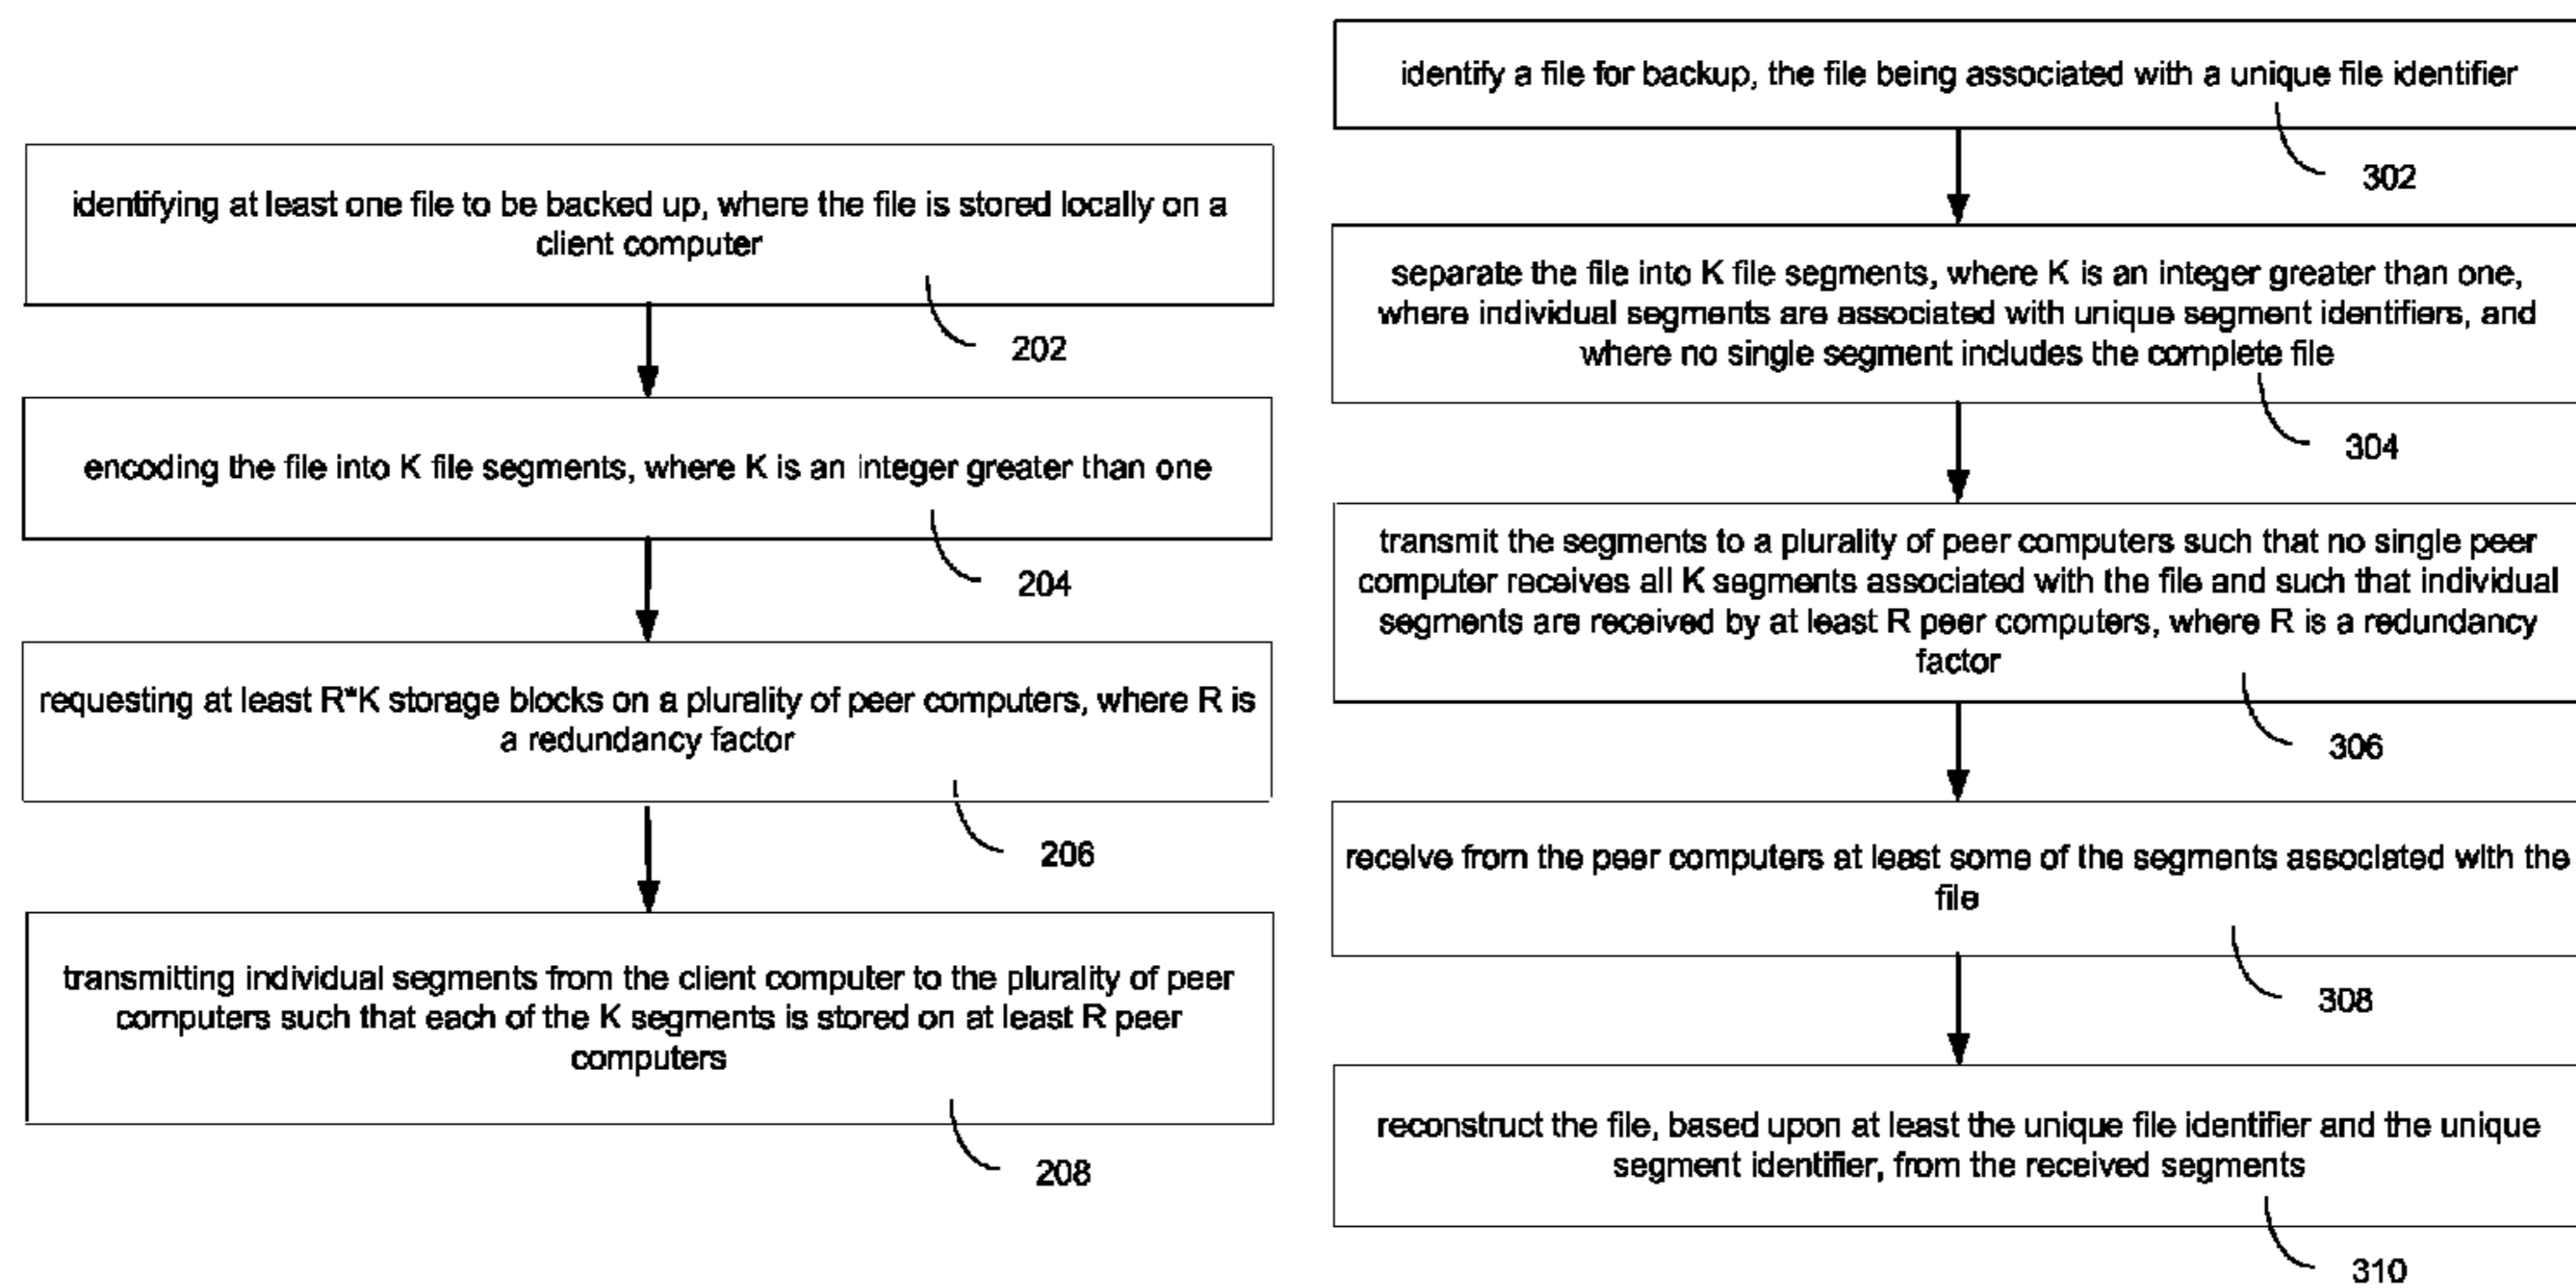 identifying at least one file to be backed up, where the file is stored locally on a
client computer
202
encoding the file into K file segments, where K is an integer greater than one
204
requesting at least R*K storage blocks on a plurality of peer computers, where R is
a redundancy factor
206
transmitting individual segments from the client computer to the plurality of peer
computers such that each of the K segments is stored on at least R peer
computers
208
identify a file for backup, the file being associated with a unique file identifier
302
separate the file into K file segments, where K is an integer greater than one,
where individual segments are associated with unique segment identifiers, and
where no single segment includes the complete file
304
transmit the segments to a plurality of peer computers such that no single peer
computer receives all K segments associated with the file and such that individual
segments are received by at least R peer computers, where R is a redundancy
factor
306
receive from the peer computers at least some of the segments associated with the
file
308
reconstruct the file, based upon at least the unique file identifier and the unique
segment identifier, from the received segments
310